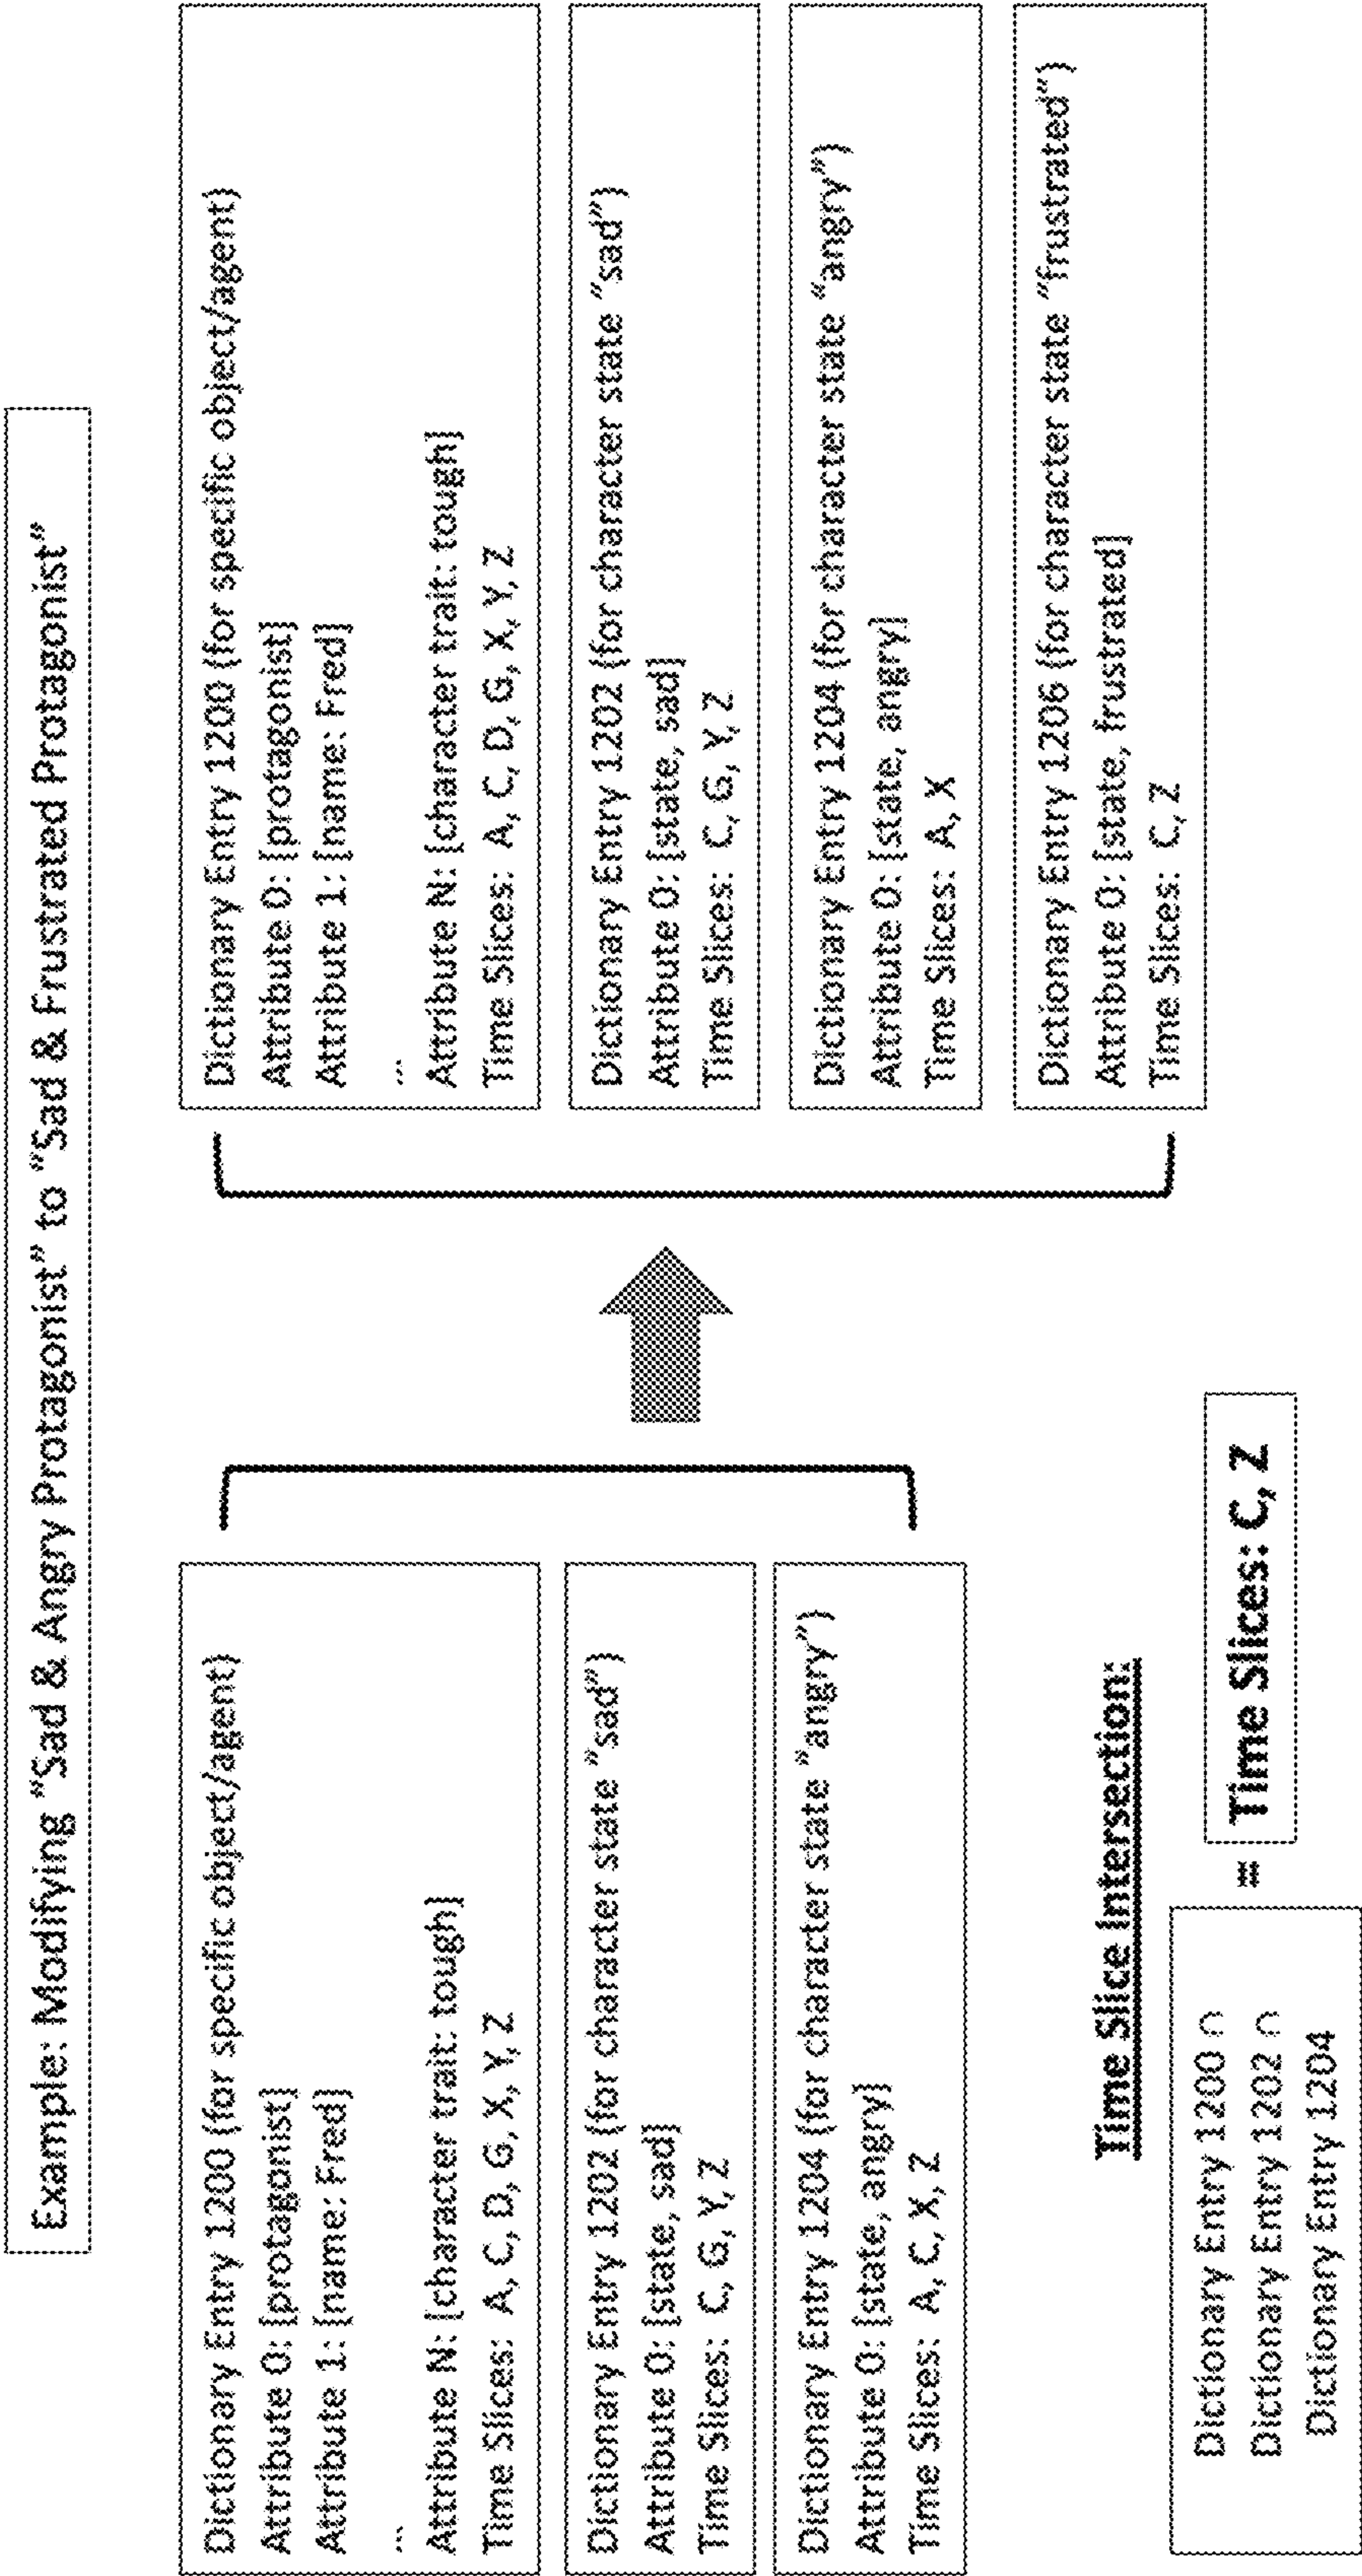 Example: Modifying “Sad & Angry Protagonist” to “Sad & Frustrated Protagonist”
Dictionary Entry 1200 (for specific object/agent)
Attribute 0: [protagonist]
Attribute 1: [name: Fred]
...
Attribute N: [character trait: tough]
Time Slices: A, C, D, G, X, Y, Z
Dictionary Entry 1202 (for character state “sad”)
Attribute 0: [state, sad]
Time Slices: C, G, Y, Z
Dictionary Entry 1204 (for character state “angry”)
Attribute 0: [state, angry]
Time Slices: A, C, X, Z
Time Slice Intersection:
Dictionary Entry 1200 ∩
Dictionary Entry 1202 ∩
Dictionary Entry 1204
= Time Slices: C, Z
Dictionary Entry 1200 (for specific object/agent)
Attribute 0: [protagonist]
Attribute 1: [name: Fred]
...
Attribute N: [character trait: tough]
Time Slices: A, C, D, G, X, Y, Z
Dictionary Entry 1202 (for character state “sad”)
Attribute 0: [state, sad]
Time Slices: C, G, Y, Z
Dictionary Entry 1204 (for character state “angry”)
Attribute 0: [state, angry]
Time Slices: A, X
Dictionary Entry 1206 (for character state “frustrated”)
Attribute 0: [state, frustrated]
Time Slices: C, Z